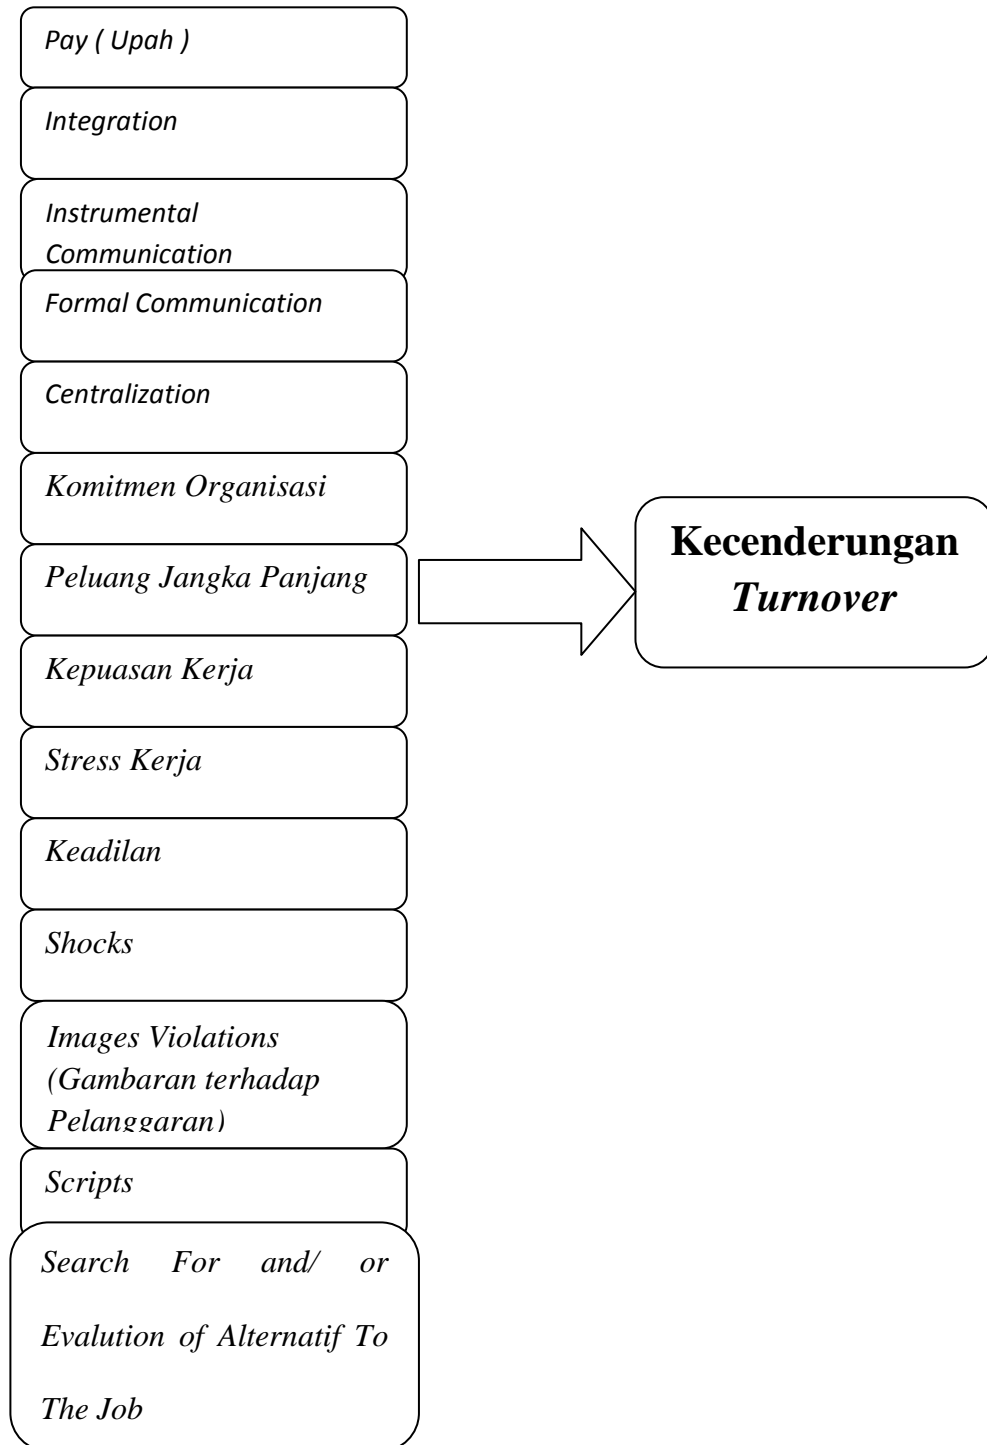 Pay ( Upah )
Integration
Instrumental
Communication
Formal Communication
Centralization
Komitmen Organisasi
Peluang Jangka Panjang
Kecenderungan
Turnover
Kepuasan Kerja
Stress Kerja
Keadilan
Shocks
Images Violations
(Gambaran terhadap
Pelanggaran)
Scripts
Search For and/ or
Evalution of Alternatif To
The Job